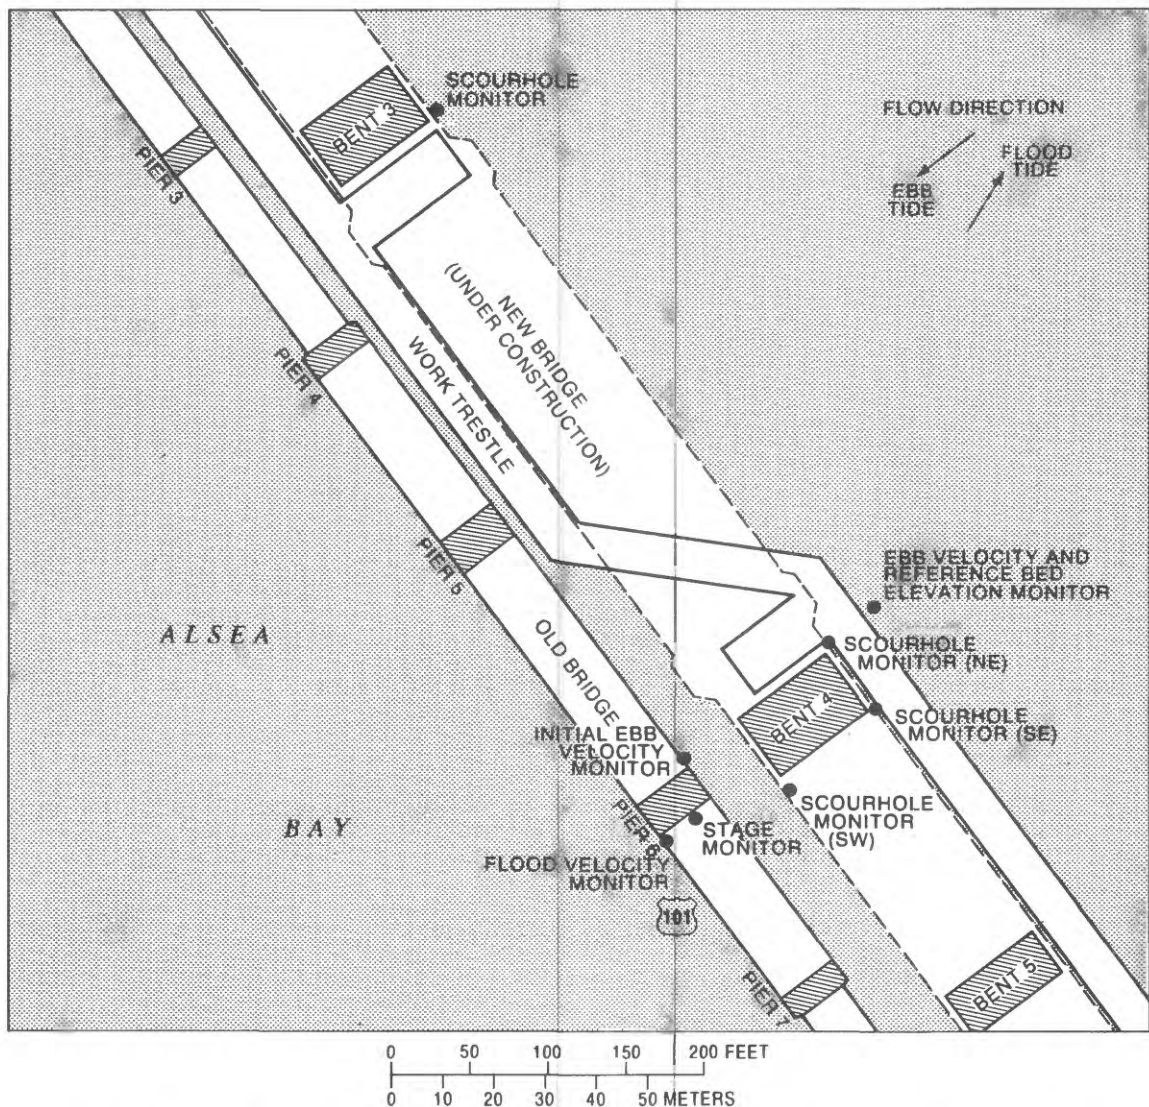 SCOURHOLE
MONITOR
BENT 3
FLOW DIRECTION
FLOOD
TIDE
EBB
TIDE
PIER 3
NEW BRIDGE
(UNDER CONSTRUCTION)
WORK TRESTLE
PIER 4
PIER 5
EBB VELOCITY AND
REFERENCE BED
ELEVATION MONITOR
ALSEA
OLD BRIDGE
SCOURHOLE
MONITOR (NE)
BENT 4
SCOURHOLE
MONITOR (SE)
INITIAL EBB
VELOCITY
MONITOR
SCOURHOLE
MONITOR
(SW)
BAY
PIER 6
STAGE
MONITOR
FLOOD VELOCITY
MONITOR
101
BENT 5
PIER 7
0 50 100 150 200 FEET
0 10 20 30 40 50 METERS